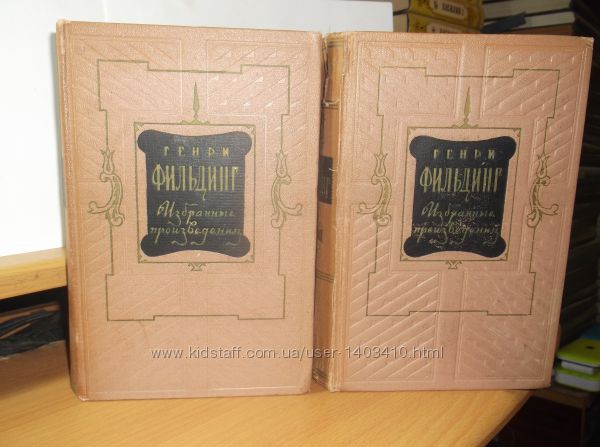 ГЕНРИ
ФИЛЬДИНГ
Избранные
произведения
ГЕНРИ
ФИЛЬДИНГ
Избранные
произведения
www.kidstaff.com.ua/user-1403410.html